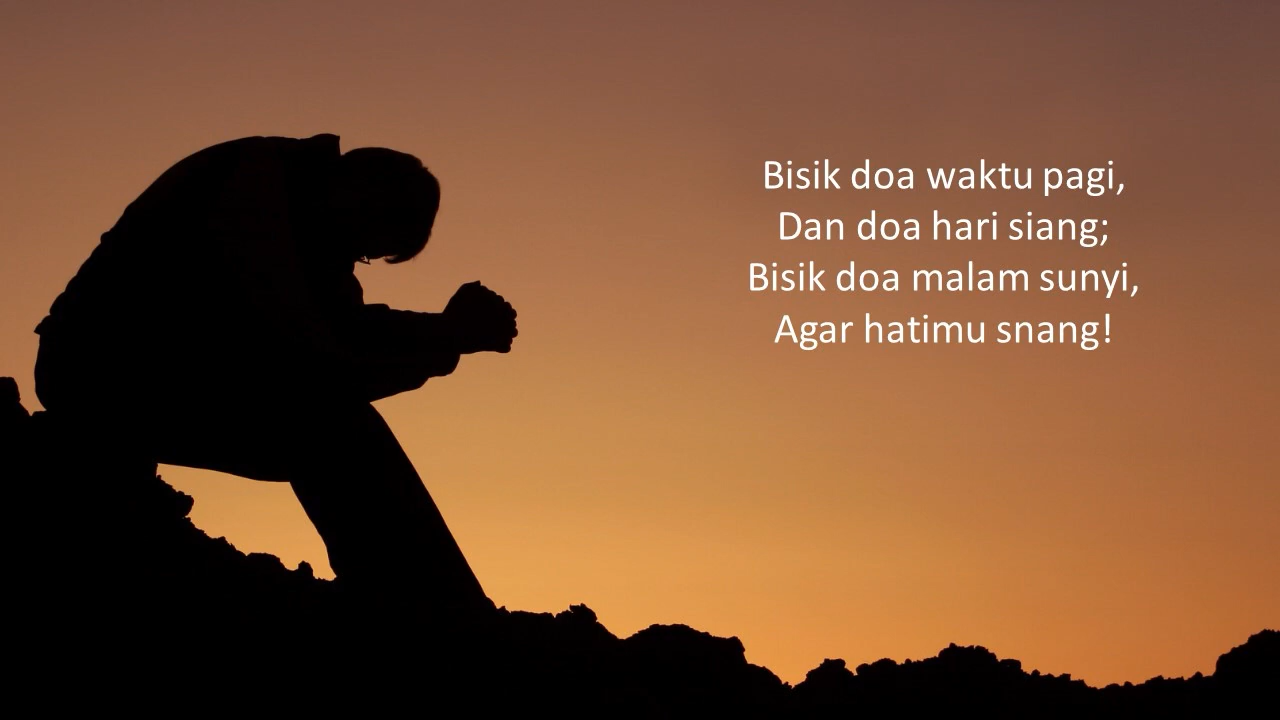 Bisik doa waktu pagi,
Dan doa hari siang;
Bisik doa malam sunyi,
Agar hatimu snang!